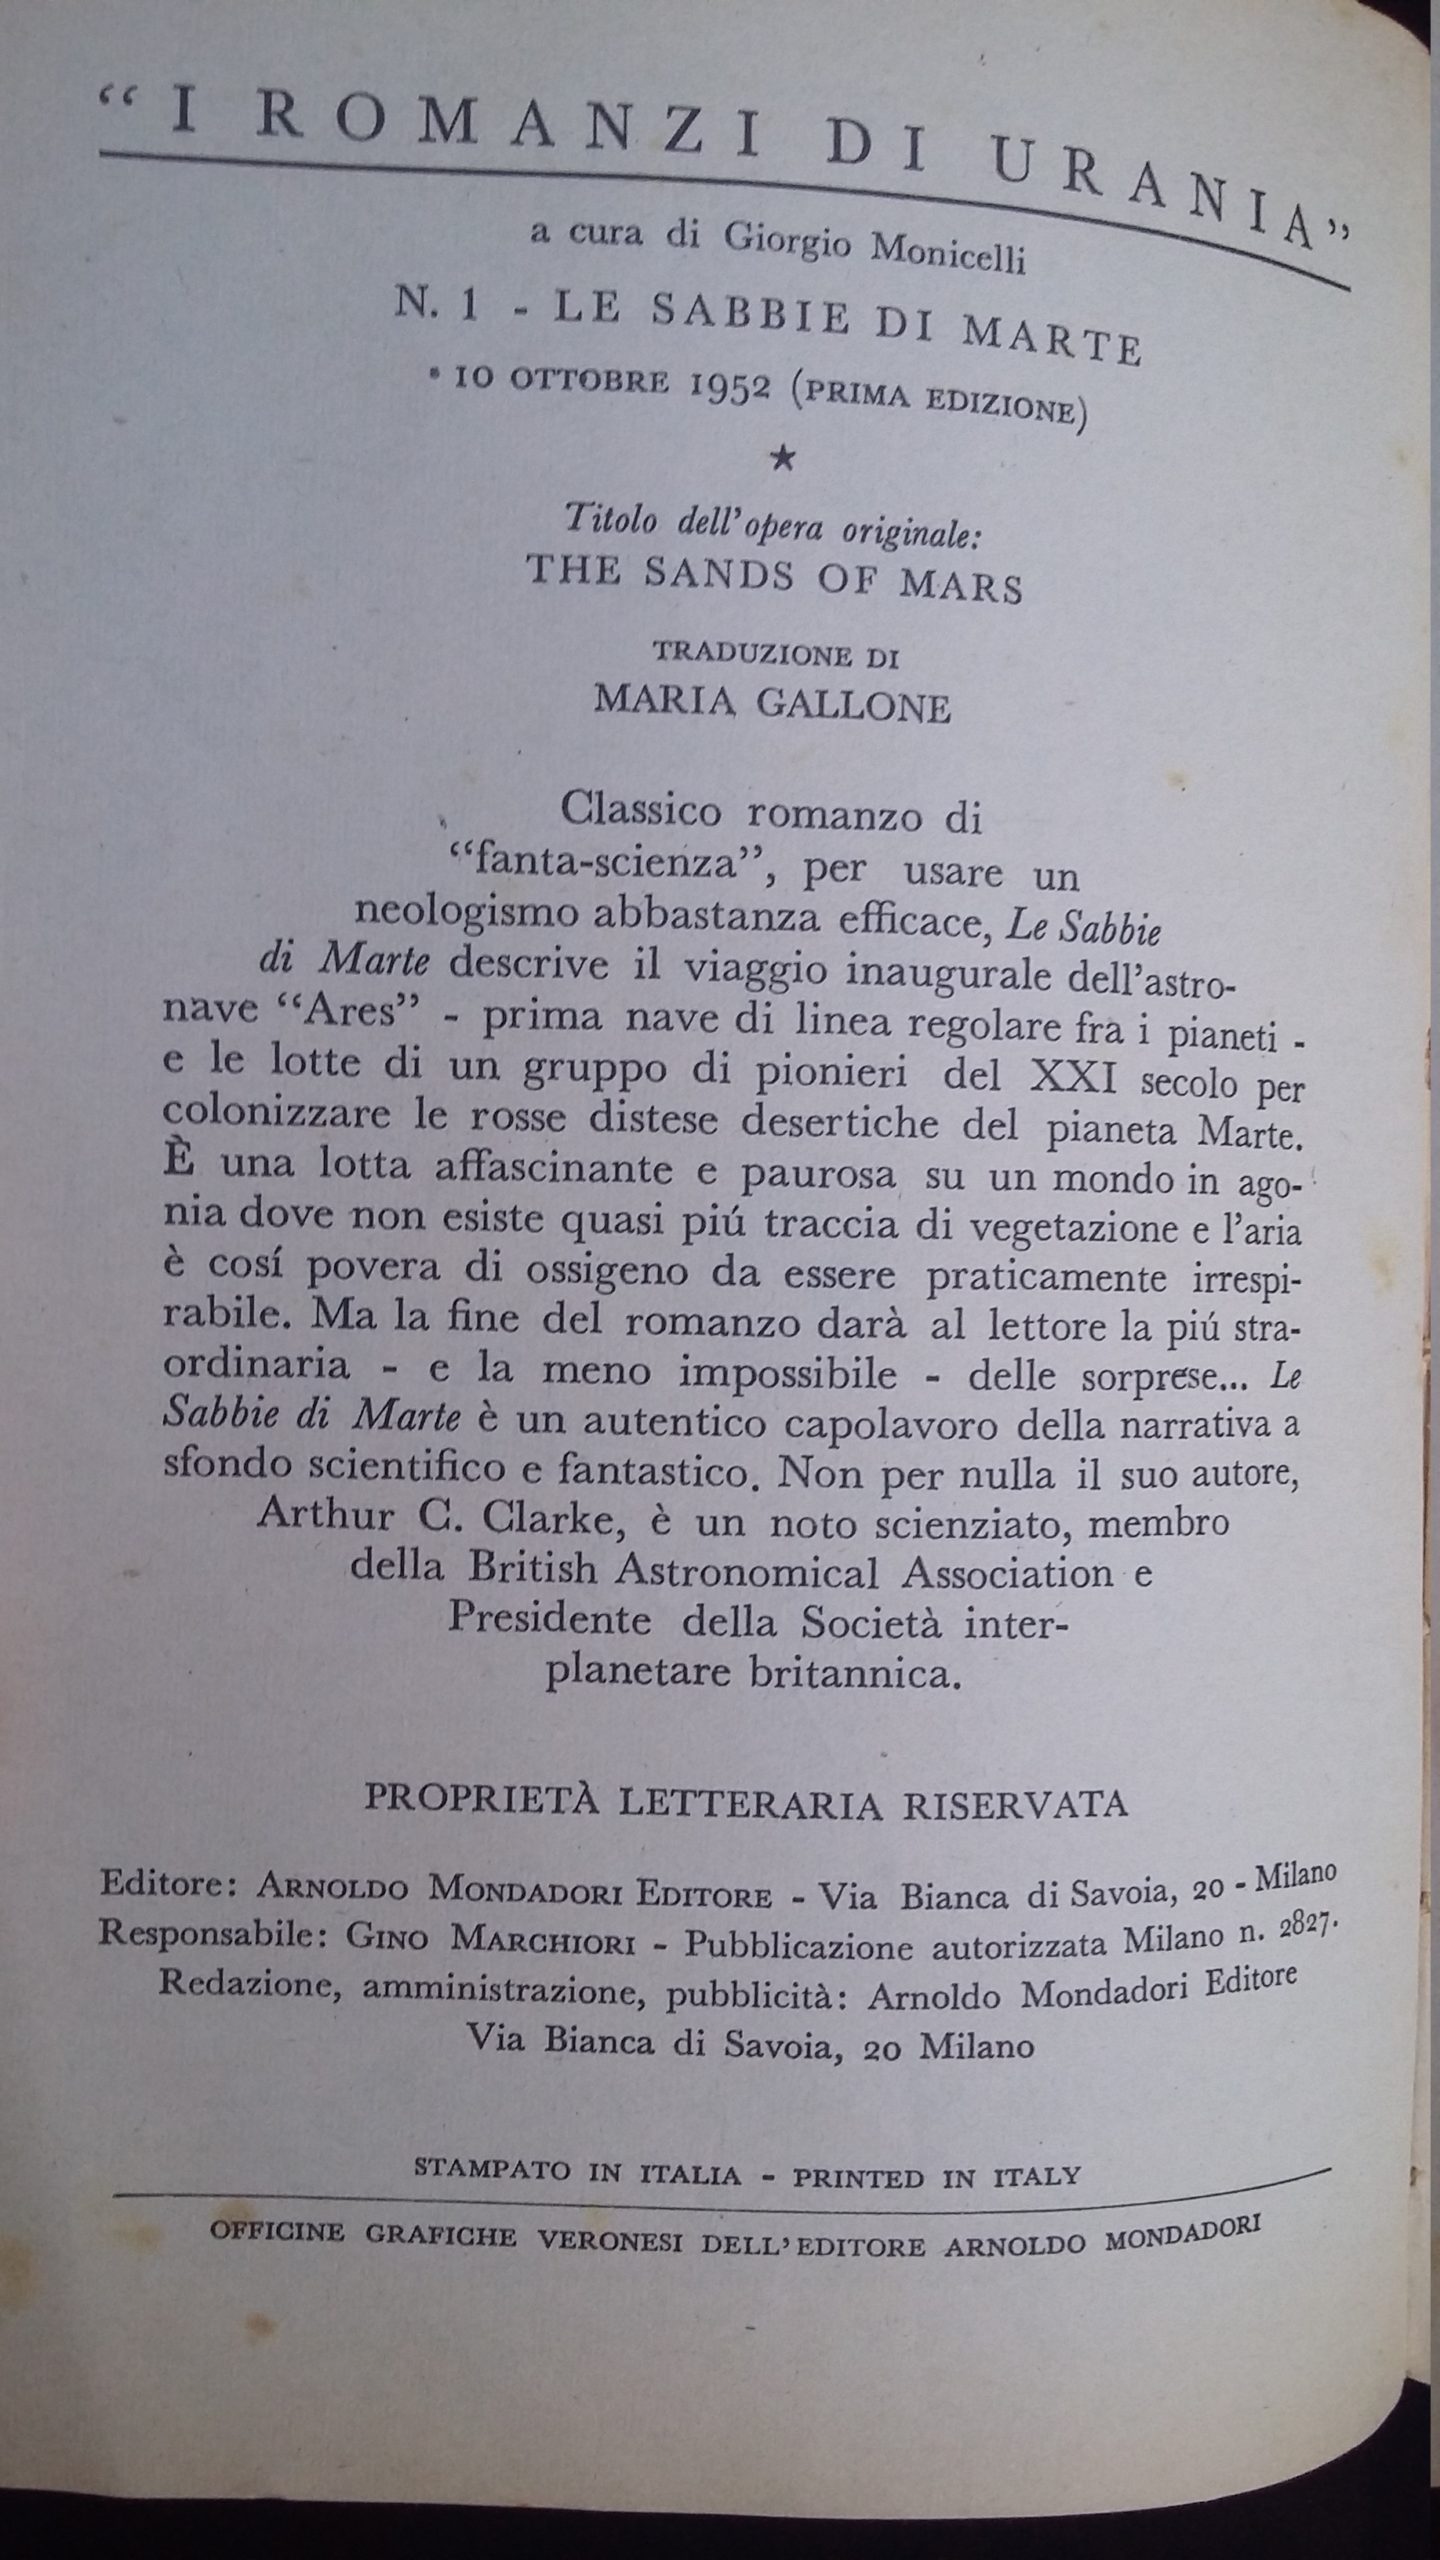 “I ROMANZI DI URANIA”
a cura di Giorgio Monicelli
N. 1 - LE SABBIE DI MARTE
• 10 OTTOBRE 1952 (PRIMA EDIZIONE)
★
Titolo dell’opera originale:
THE SANDS OF MARS
TRADUZIONE DI
MARIA GALLONE
Classico romanzo di
“fanta-scienza”, per usare un
neologismo abbastanza efficace, Le Sabbie
di Marte descrive il viaggio inaugurale dell’astro-
nave “Ares” - prima nave di linea regolare fra i pianeti -
e le lotte di un gruppo di pionieri del XXI secolo per
colonizzare le rosse distese desertiche del pianeta Marte.
È una lotta affascinante e paurosa su un mondo in ago-
nia dove non esiste quasi piú traccia di vegetazione e l’aria
è cosí povera di ossigeno da essere praticamente irrespi-
rabile. Ma la fine del romanzo darà al lettore la piú stra-
ordinaria - e la meno impossibile - delle sorprese... Le
Sabbie di Marte è un autentico capolavoro della narrativa a
sfondo scientifico e fantastico. Non per nulla il suo autore,
Arthur C. Clarke, è un noto scienziato, membro
della British Astronomical Association e
Presidente della Società inter-
planetare britannica.
PROPRIETÀ LETTERARIA RISERVATA
Editore: ARNOLDO MONDADORI EDITORE - Via Bianca di Savoia, 20 - Milano
Responsabile: GINO MARCHIORI - Pubblicazione autorizzata Milano n. 2827.
Redazione, amministrazione, pubblicità: Arnoldo Mondadori Editore
Via Bianca di Savoia, 20 Milano
STAMPATO IN ITALIA - PRINTED IN ITALY
OFFICINE GRAFICHE VERONESI DELL’EDITORE ARNOLDO MONDADORI